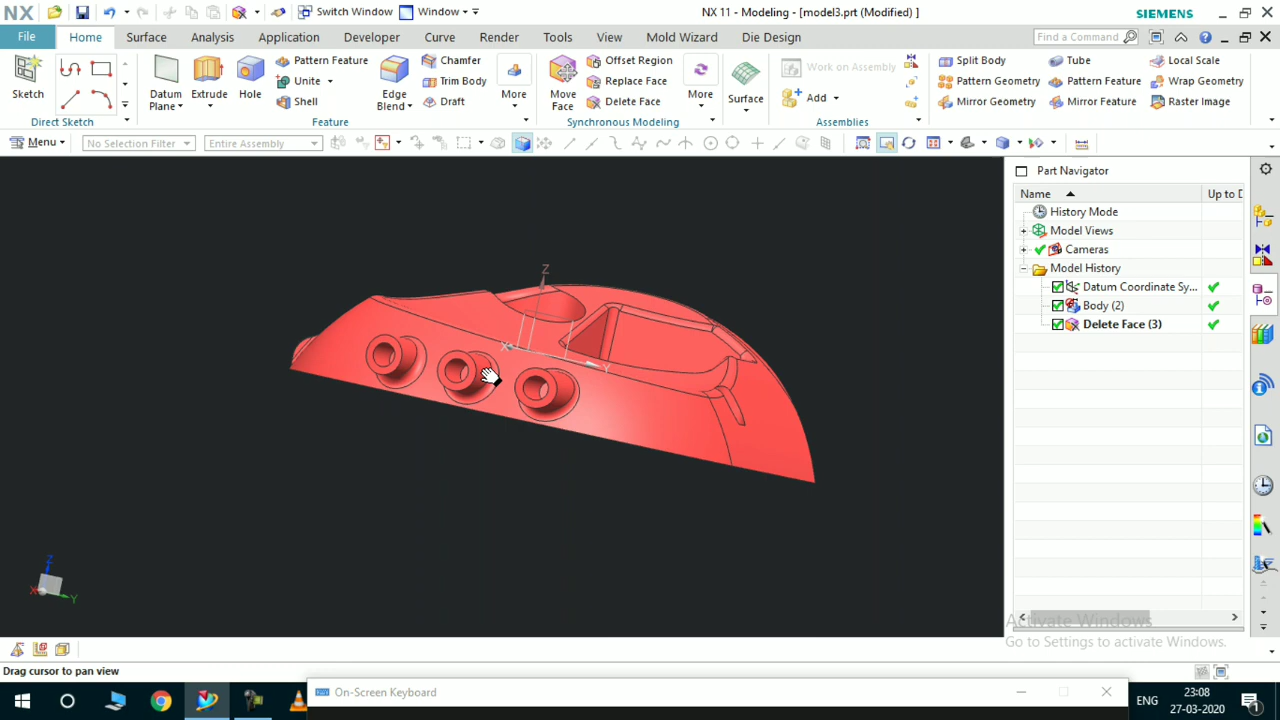 NX
Switch Window
Window
NX 11 - Modeling - [model3.prt (Modified) ]
SIEMENS
File
Home
Surface
Analysis
Application
Developer
Curve
Render
Tools
View
Mold Wizard
Die Design
Find a Command
Sketch
Direct Sketch
Datum Plane
Extrude
Hole
Pattern Feature
Unite
Shell
Edge Blend
Chamfer
Trim Body
Draft
More
Feature
Move Face
Offset Region
Replace Face
Delete Face
More
Synchronous Modeling
Surface
Work on Assembly
Add
Assemblies
Split Body
Pattern Geometry
Mirror Geometry
Tube
Pattern Feature
Mirror Feature
Local Scale
Wrap Geometry
Raster Image
Menu
No Selection Filter
Entire Assembly
Part Navigator
Name
Up to D
History Mode
Model Views
Cameras
Model History
Datum Coordinate Sy...
Body (2)
Delete Face (3)
Z
X
Y
Z
X
Y
Activate Windows
Go to Settings to activate Windows.
Drag cursor to pan view
On-Screen Keyboard
ENG
23:08
27-03-2020
1